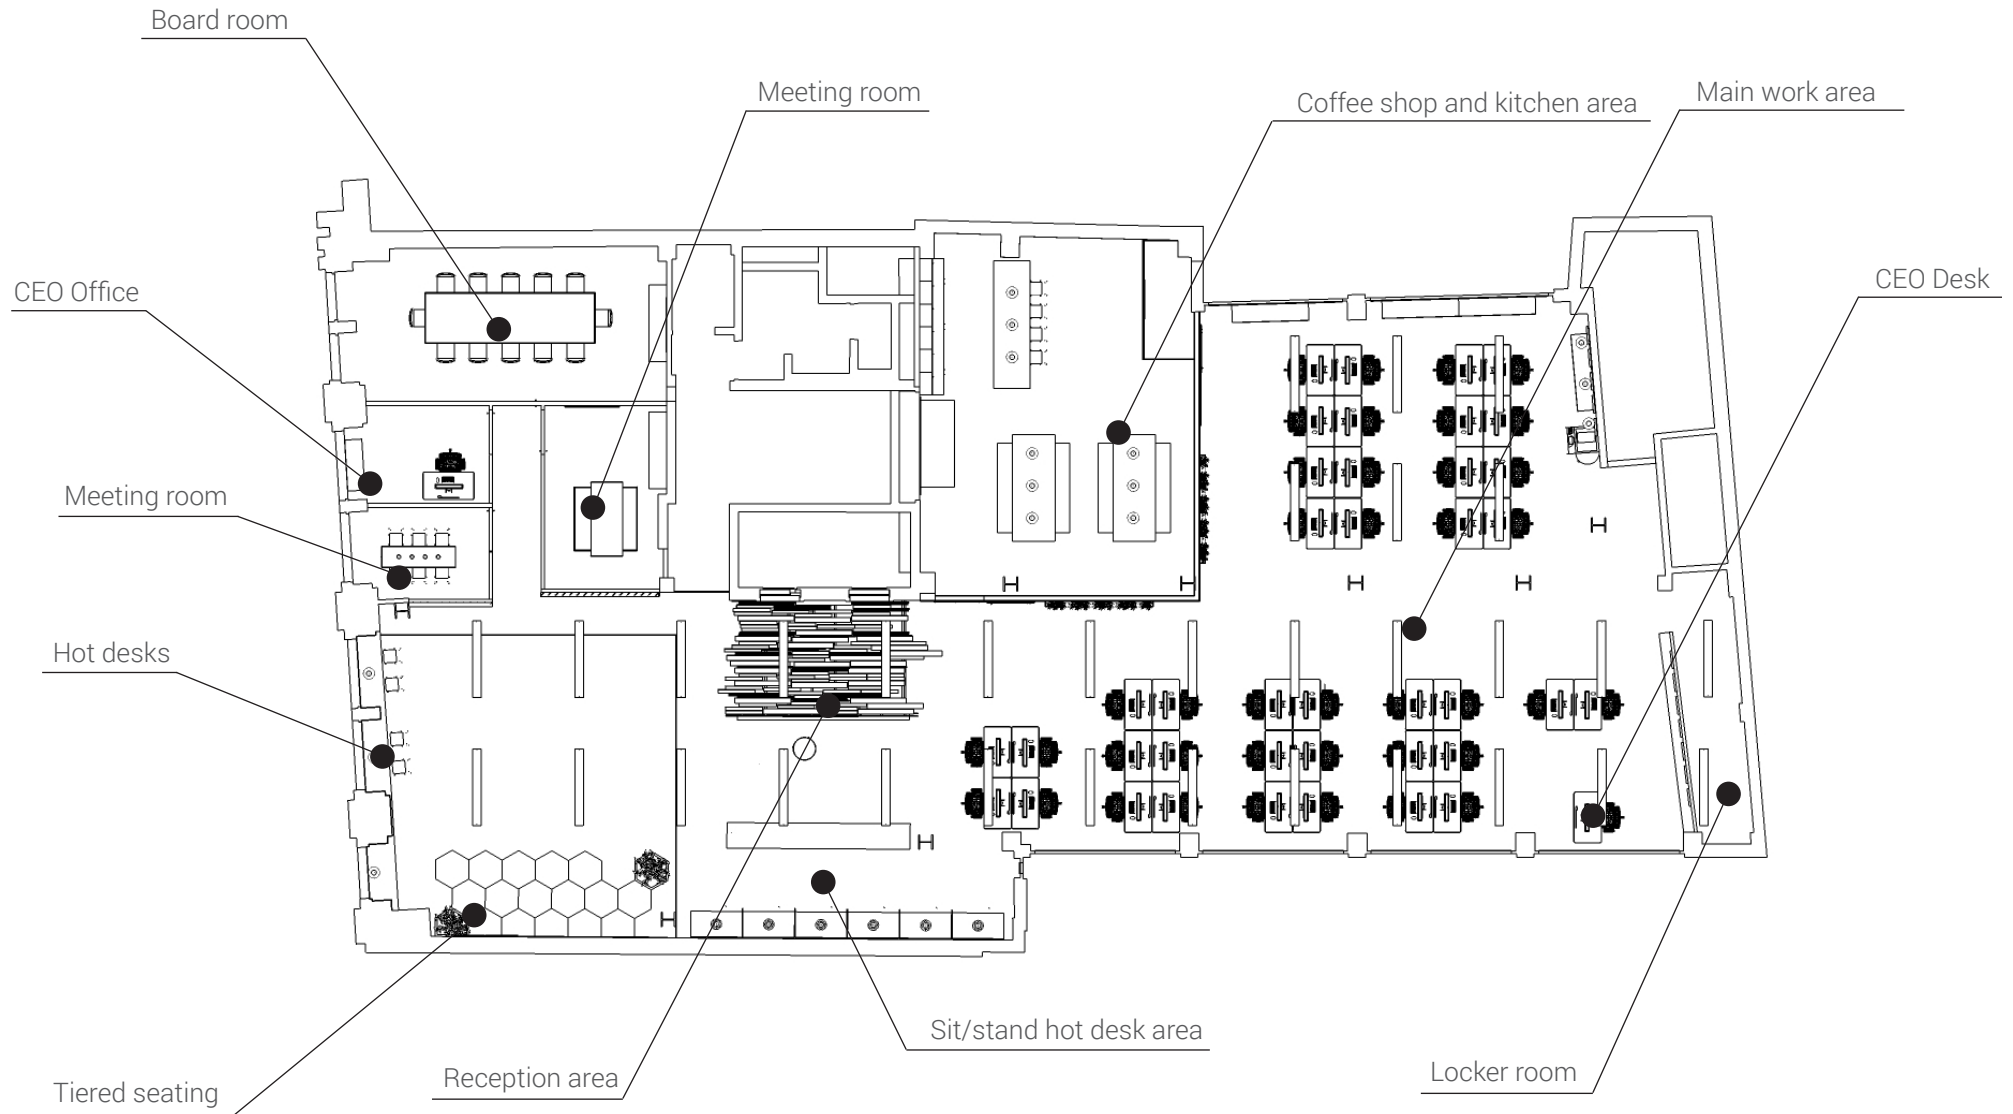 Board room
Meeting room
Coffee shop and kitchen area
Main work area
CEO Office
CEO Desk
Meeting room
Hot desks
Sit/stand hot desk area
Reception area
Locker room
Tiered seating